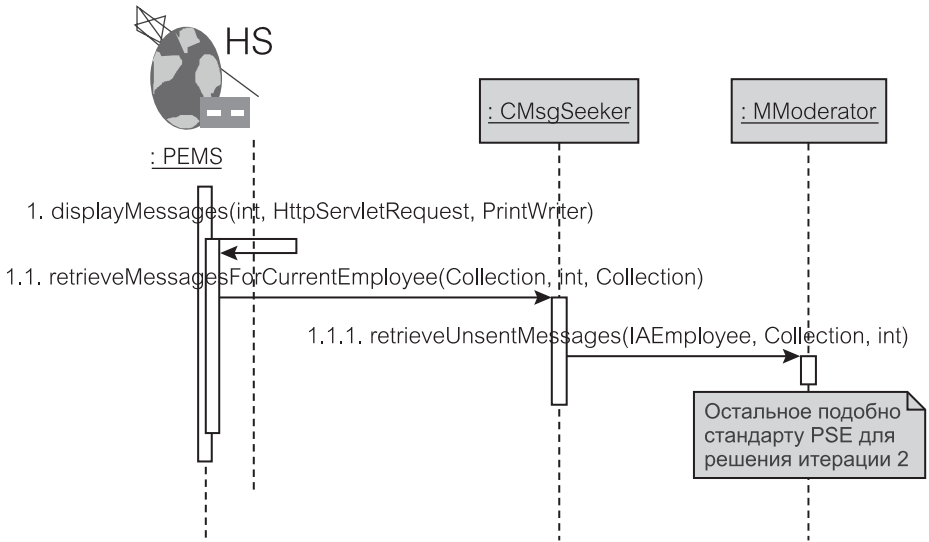 HS
: CMsgSeeker
: MModerator
: PEMS
1. displayMessages(int, HttpServletRequest, PrintWriter)
1.1. retrieveMessagesForCurrentEmployee(Collection, int, Collection)
1.1.1. retrieveUnsentMessages(IAEmployee, Collection, int)
Остальное подобно
стандарту PSE для
решения итерации 2